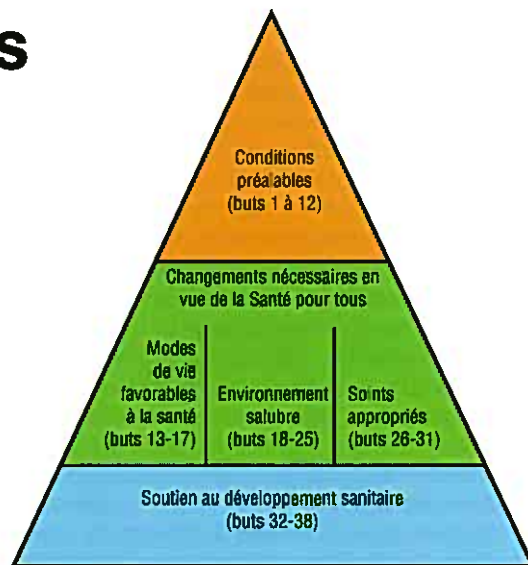 s
Conditions
préalables
(buts 1 à 12)
Changements nécessaires en
vue de la Santé pour tous
Modes
de vie
favorables
à la santé
(buts 13-17)
Environnement
salubre
(buts 18-25)
Soints
appropriés
(buts 26-31)
Soutien au développement sanitaire
(buts 32-38)